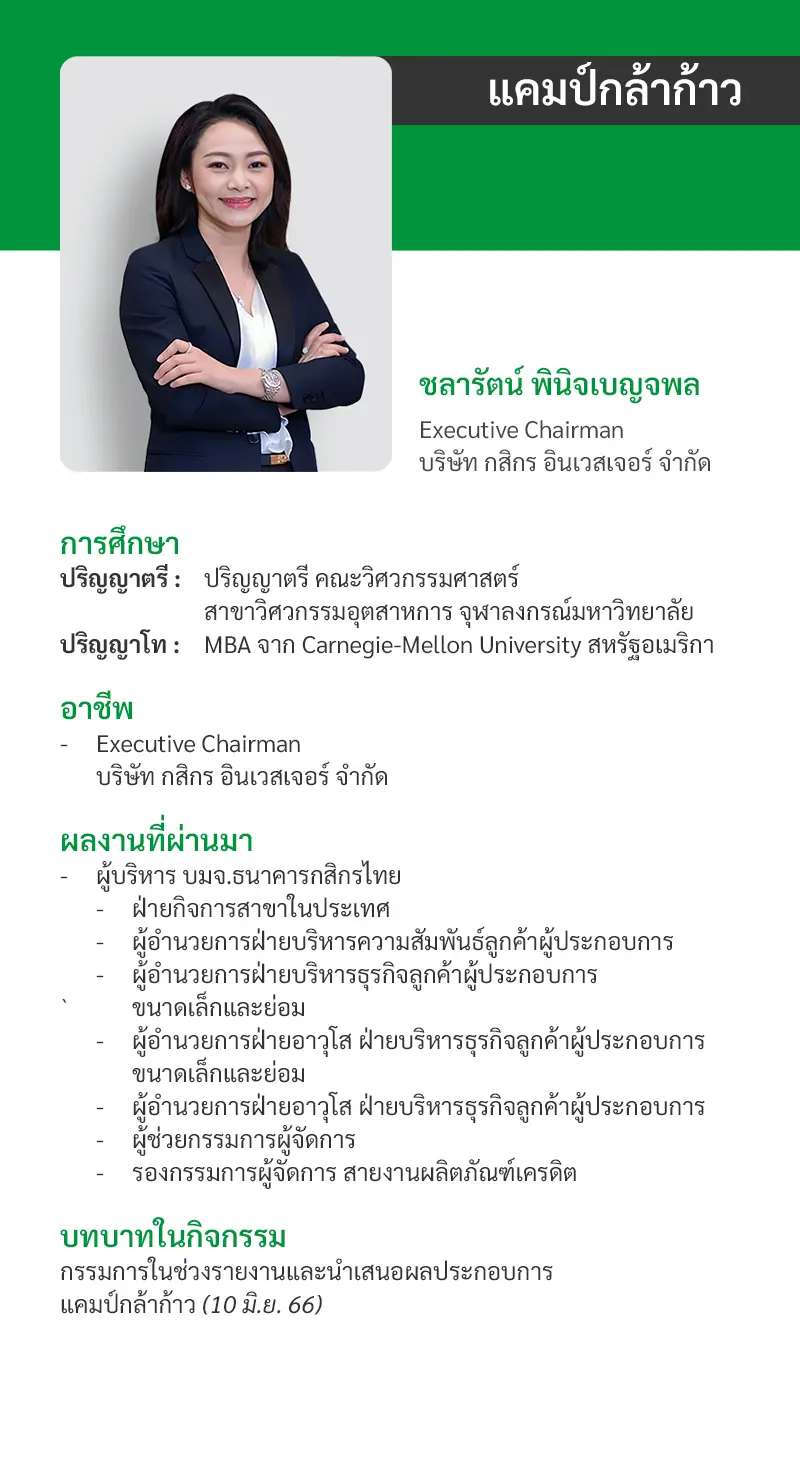 แคมป์กล้าก้าว
ชลารัตน์ พินิจเบญจพล
Executive Chairman
บริษัท กสิกร อินเวสเจอร์ จำกัด
การศึกษา
ปริญญาตรี : ปริญญาตรี คณะวิศวกรรมศาสตร์
สาขาวิศวกรรมอุตสาหการ จุฬาลงกรณ์มหาวิทยาลัย
ปริญญาโท : MBA จาก Carnegie-Mellon University สหรัฐอเมริกา
อาชีพ
- Executive Chairman
บริษัท กสิกร อินเวสเจอร์ จำกัด
ผลงานที่ผ่านมา
- ผู้บริหาร บมจ.ธนาคารกสิกรไทย
- ฝ่ายกิจการสาขาในประเทศ
- ผู้อำนวยการฝ่ายบริหารความสัมพันธ์ลูกค้าผู้ประกอบการ
- ผู้อำนวยการฝ่ายบริหารธุรกิจลูกค้าผู้ประกอบการ
` ขนาดเล็กและย่อม
- ผู้อำนวยการฝ่ายอาวุโส ฝ่ายบริหารธุรกิจลูกค้าผู้ประกอบการ
ขนาดเล็กและย่อม
- ผู้อำนวยการฝ่ายอาวุโส ฝ่ายบริหารธุรกิจลูกค้าผู้ประกอบการ
- ผู้ช่วยกรรมการผู้จัดการ
- รองกรรมการผู้จัดการ สายงานผลิตภัณฑ์เครดิต
บทบาทในกิจกรรม
กรรมการในช่วงรายงานและนำเสนอผลประกอบการ
แคมป์กล้าก้าว (10 มิ.ย. 66)